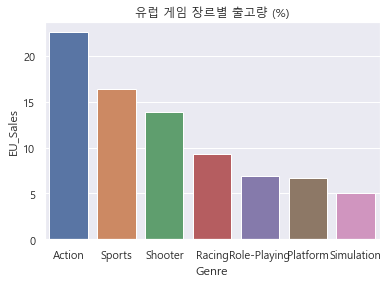 유럽 게임 장르별 출고량 (%)
EU_Sales
20
15
10
5
0
Action Sports Shooter Racing Role-Playing Platform Simulation
Genre